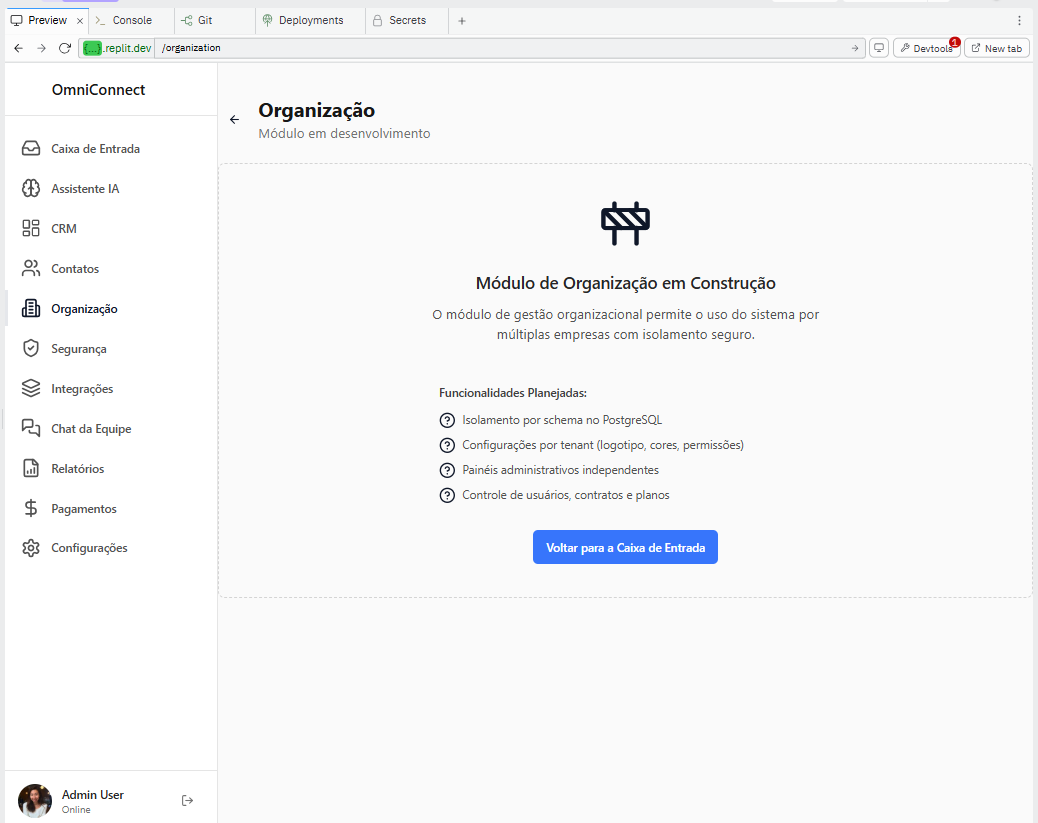 Preview
Console
Git
Deployments
Secrets
{...}.replit.dev
/organization
Devtools
1
New tab
OmniConnect
Caixa de Entrada
Assistente IA
CRM
Contatos
Organização
Segurança
Integrações
Chat da Equipe
Relatórios
Pagamentos
Configurações
Admin User
Online
Organização
Módulo em desenvolvimento
Módulo de Organização em Construção
O módulo de gestão organizacional permite o uso do sistema por
múltiplas empresas com isolamento seguro.
Funcionalidades Planejadas:
Isolamento por schema no PostgreSQL
Configurações por tenant (logotipo, cores, permissões)
Painéis administrativos independentes
Controle de usuários, contratos e planos
Voltar para a Caixa de Entrada